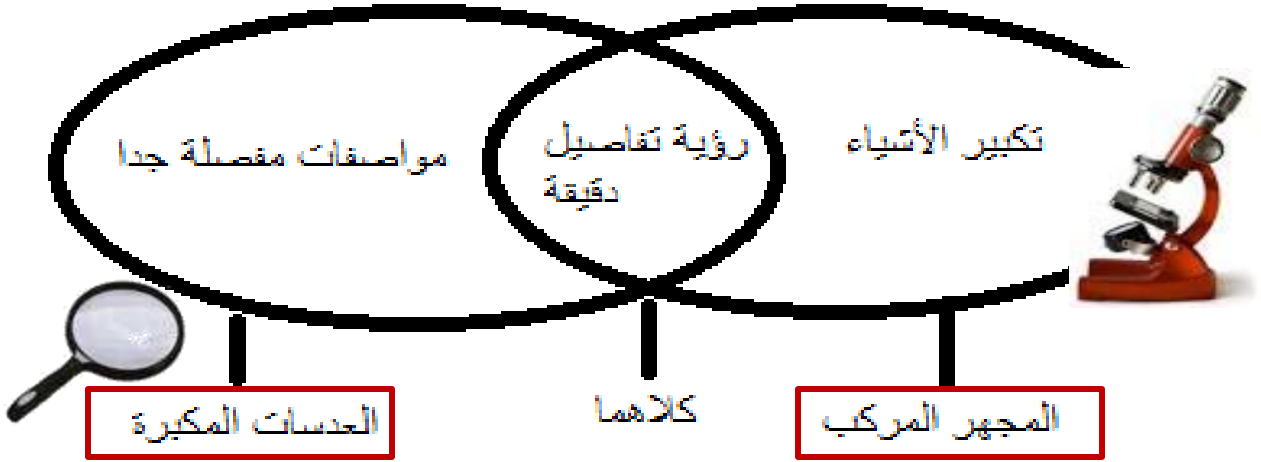 تكبير الأشياء
رؤية تفاصيل
دقيقة
مواصفات مفصلة جدا
المجهر المركب
كلاهما
العدسات المكبرة